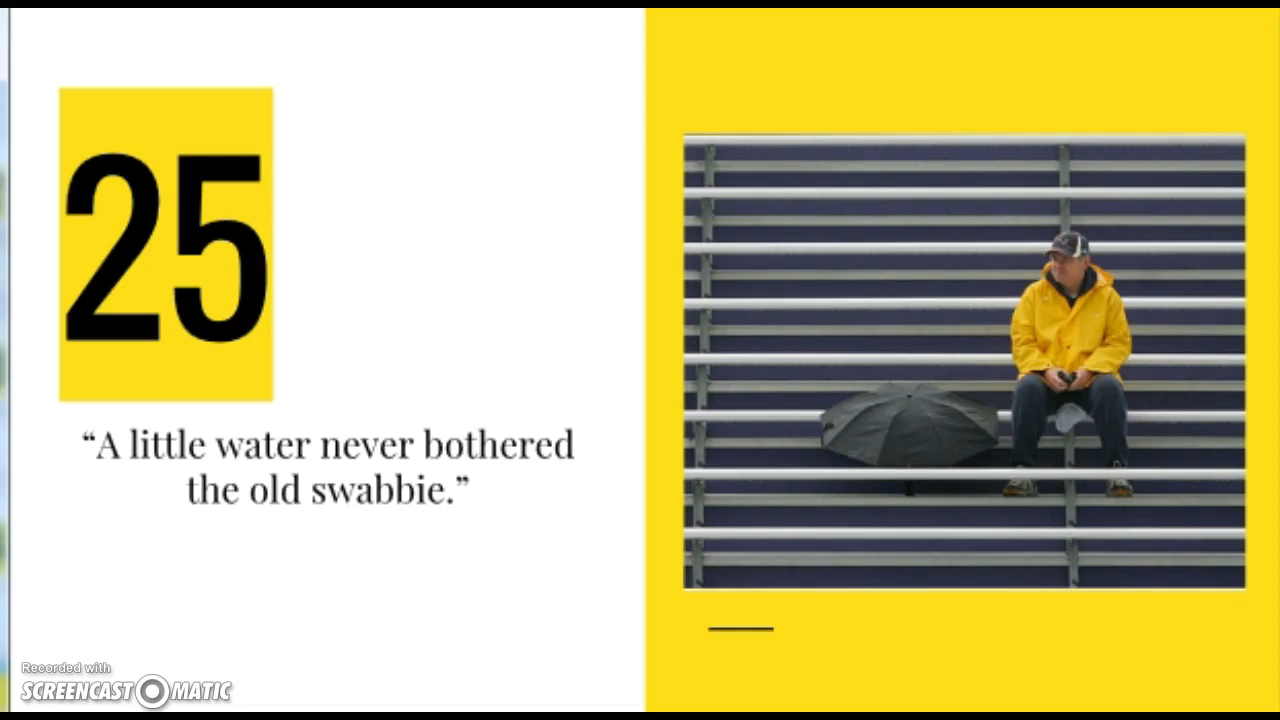 25
“A little water never bothered
the old swabbie.”
Recorded with
SCREENCAST MATIC